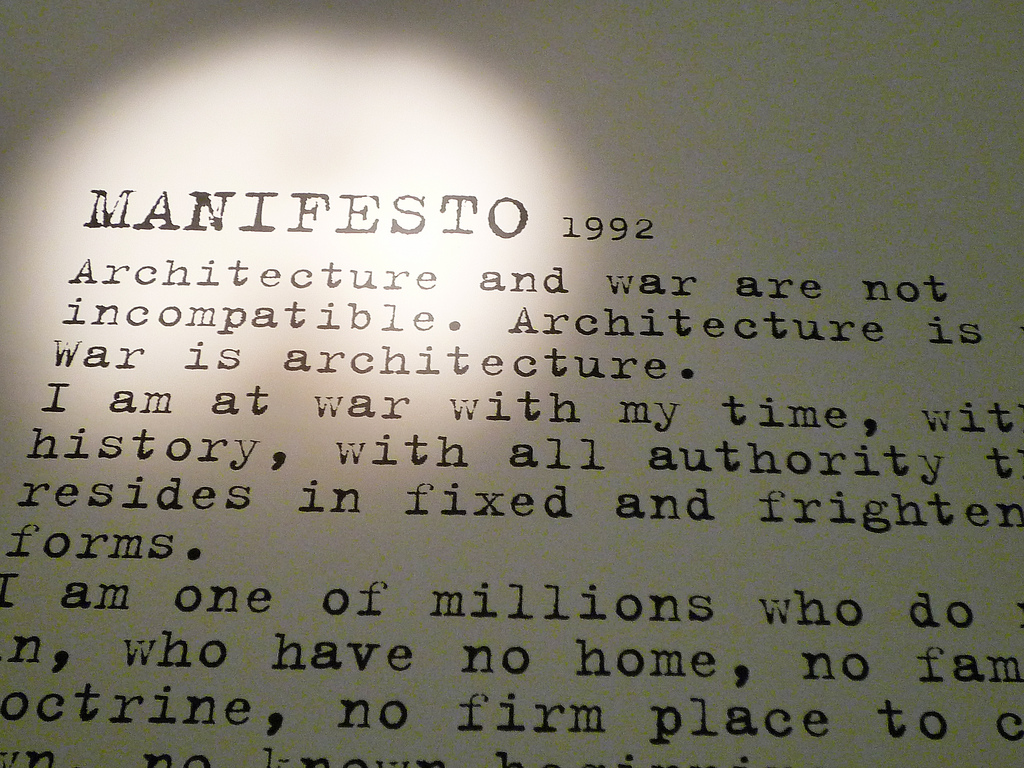 MANIFESTO 1992
Architecture and war are not
incompatible. Architecture is
War is architecture.
I am at war with my time,
history, with all authority
resides in fixed and
forms.
I am one of millions who do
who have no home, no
no firm place to
no known